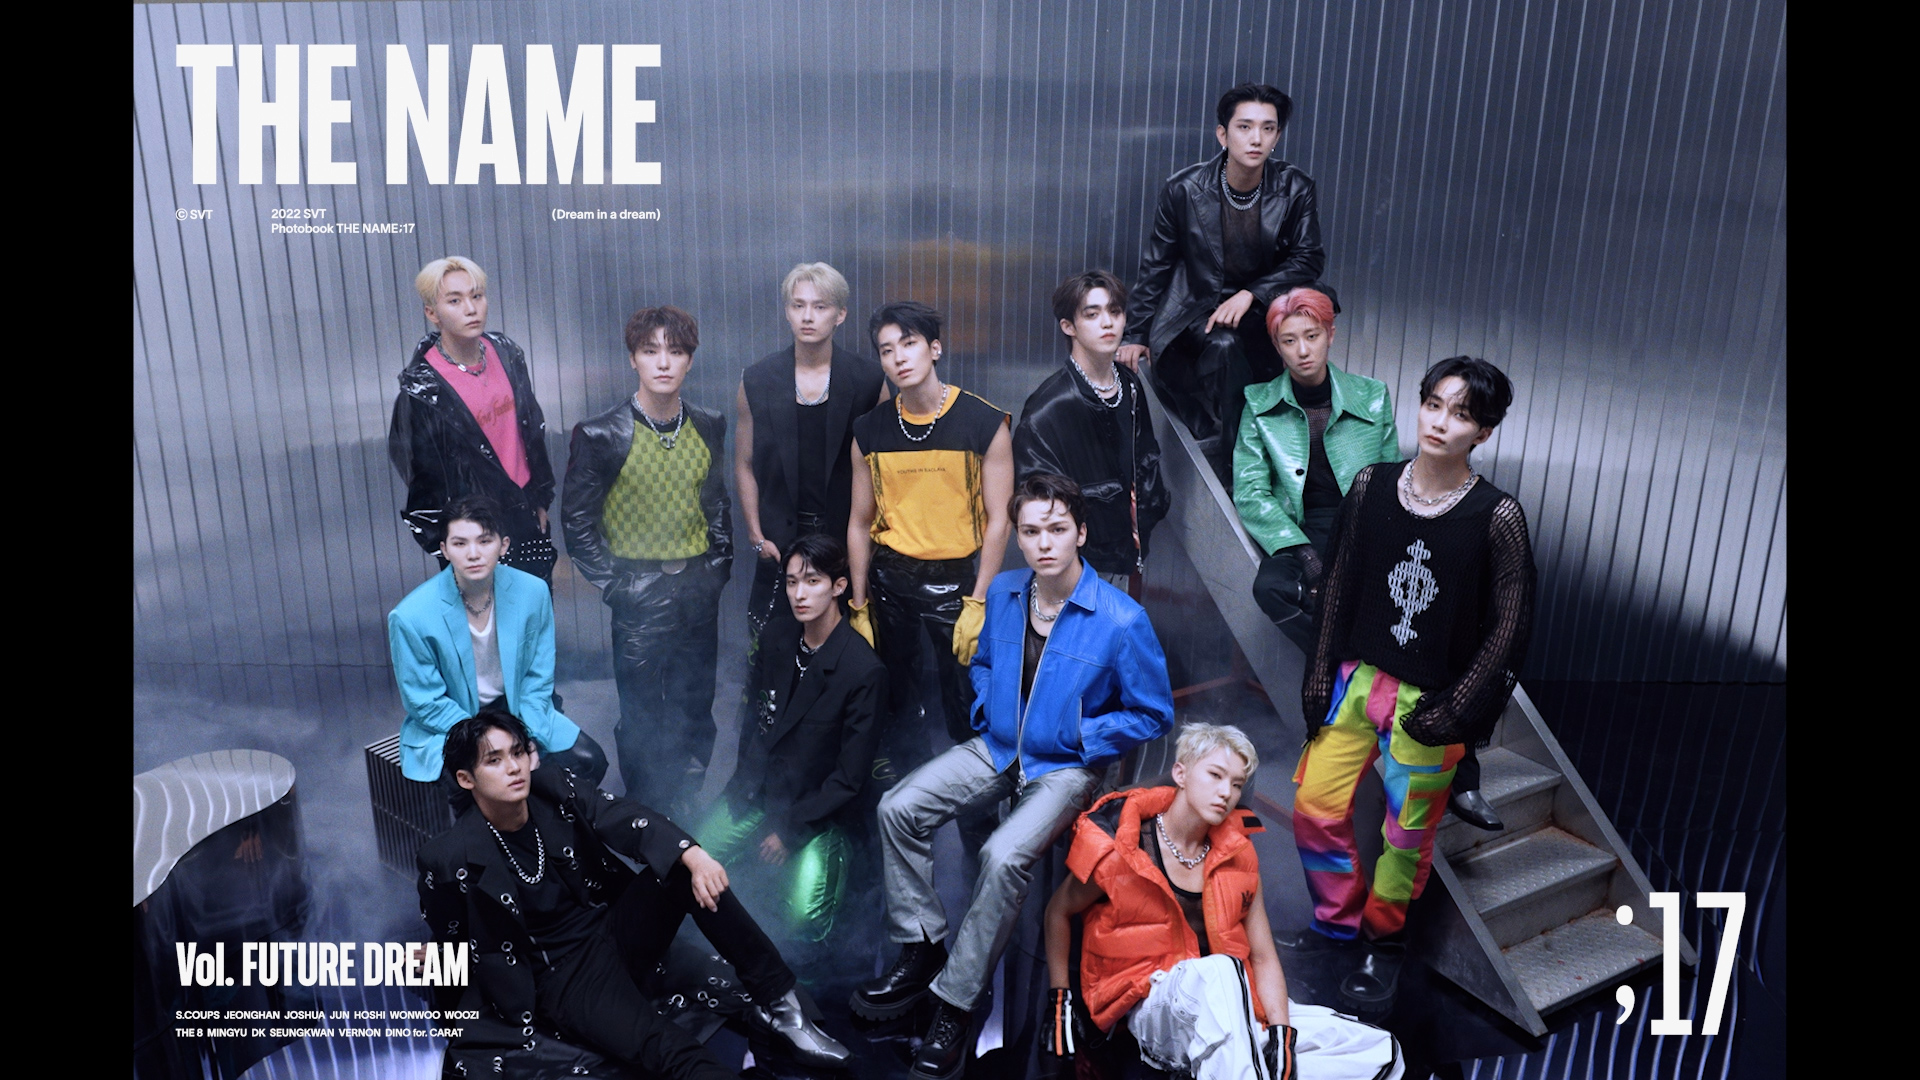 THE NAME
© SVT
2022 SVT
Photobook THE NAME;17
(Dream in a dream)
Vol. FUTURE DREAM
S.COUPS JEONGHAN JOSHUA JUN HOSHI WONWOO WOOZI
THE 8 MINGYU DK SEUNGKWAN VERNON DINO for. CARAT
;17